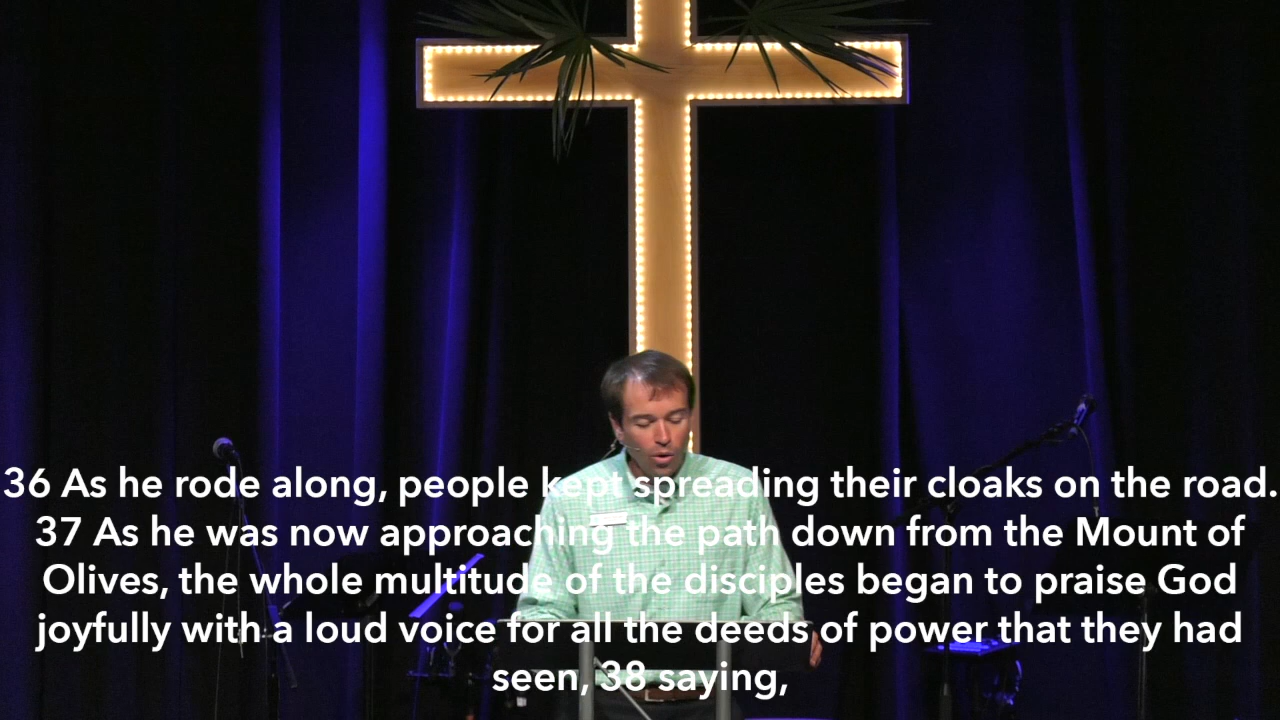 36 As he rode along, people kept spreading their cloaks on the road.
37 As he was now approaching the path down from the Mount of
Olives, the whole multitude of the disciples began to praise God
joyfully with a loud voice for all the deeds of power that they had
seen, 38 saying,